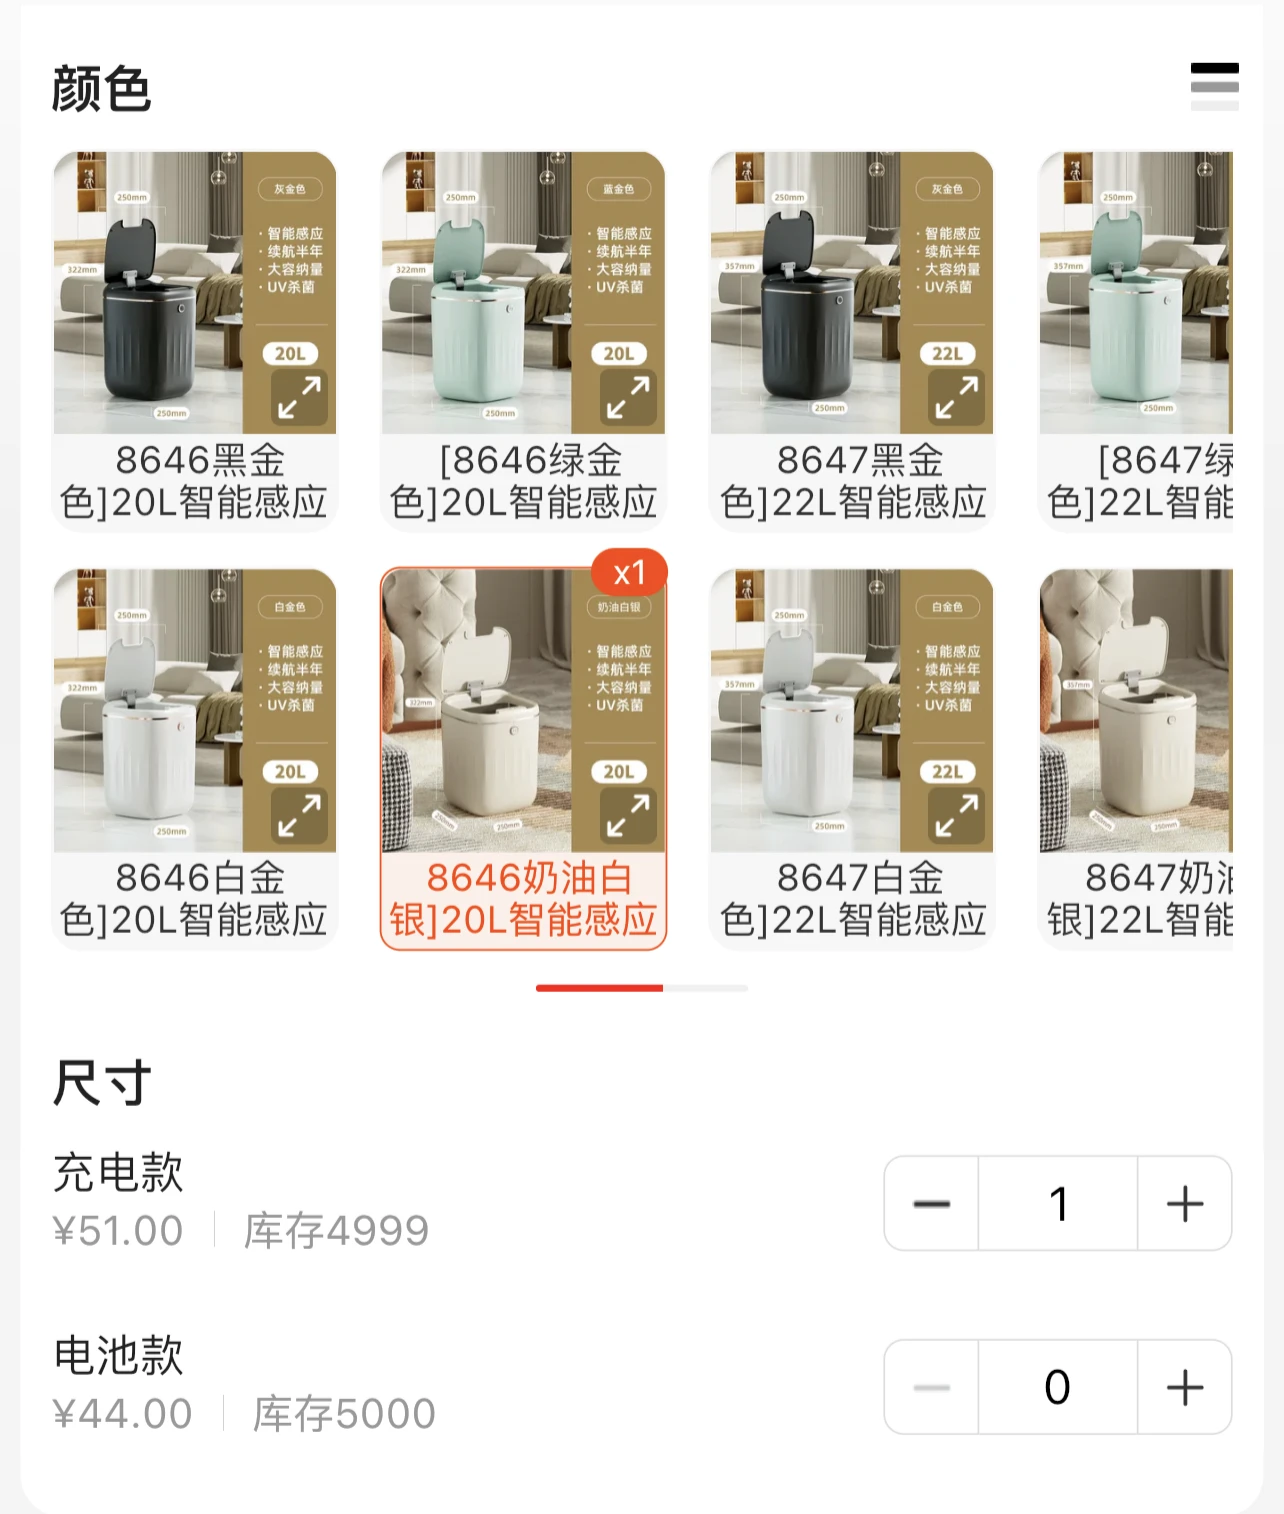 颜色
250mm
322mm
250mm
灰金色
· 智能感应
· 续航半年
· 大容纳量
· UV杀菌
20L
8646黑金
色]20L智能感应
250mm
322mm
250mm
蓝金色
· 智能感应
· 续航半年
· 大容纳量
· UV杀菌
20L
[8646绿金
色]20L智能感应
250mm
357mm
250mm
灰金色
· 智能感应
· 续航半年
· 大容纳量
· UV杀菌
22L
8647黑金
色]22L智能感应
250mm
357mm
250mm
[8647绿
色]22L智能
250mm
322mm
250mm
白金色
· 智能感应
· 续航半年
· 大容纳量
· UV杀菌
20L
8646白金
色]20L智能感应
x1
322mm
250mm
250mm
奶油白银
· 智能感应
· 续航半年
· 大容纳量
· UV杀菌
20L
8646奶油白
银]20L智能感应
250mm
357mm
250mm
白金色
· 智能感应
· 续航半年
· 大容纳量
· UV杀菌
22L
8647白金
色]22L智能感应
357mm
250mm
250mm
8647奶油
银]22L智能
尺寸
充电款
¥51.00 库存4999
1
电池款
¥44.00 库存5000
0